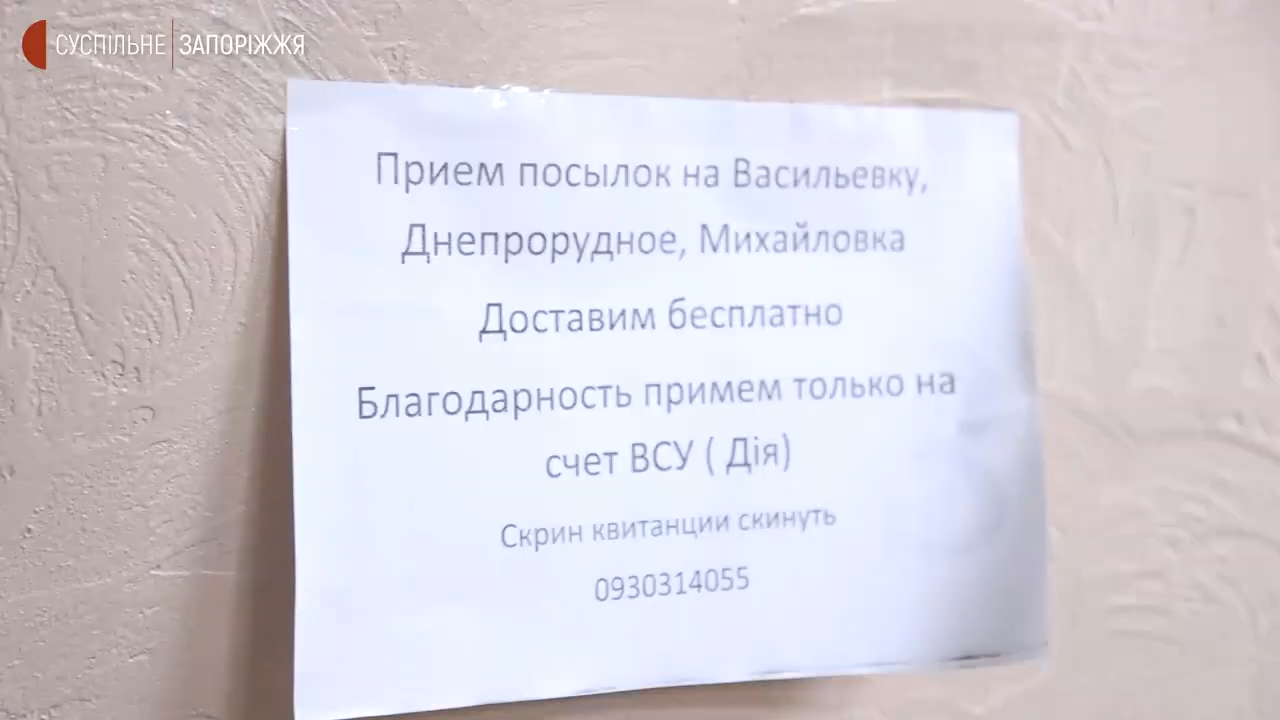 СУСПІЛЬНЕ ЗАПОРІЖЖЯ
Прием посылок на Васильевку,
Днепрорудное, Михайловка
Доставим бесплатно
Благодарность примем только на
счет ВСУ ( Дія)
Скрин квитанции скинуть
0930314055